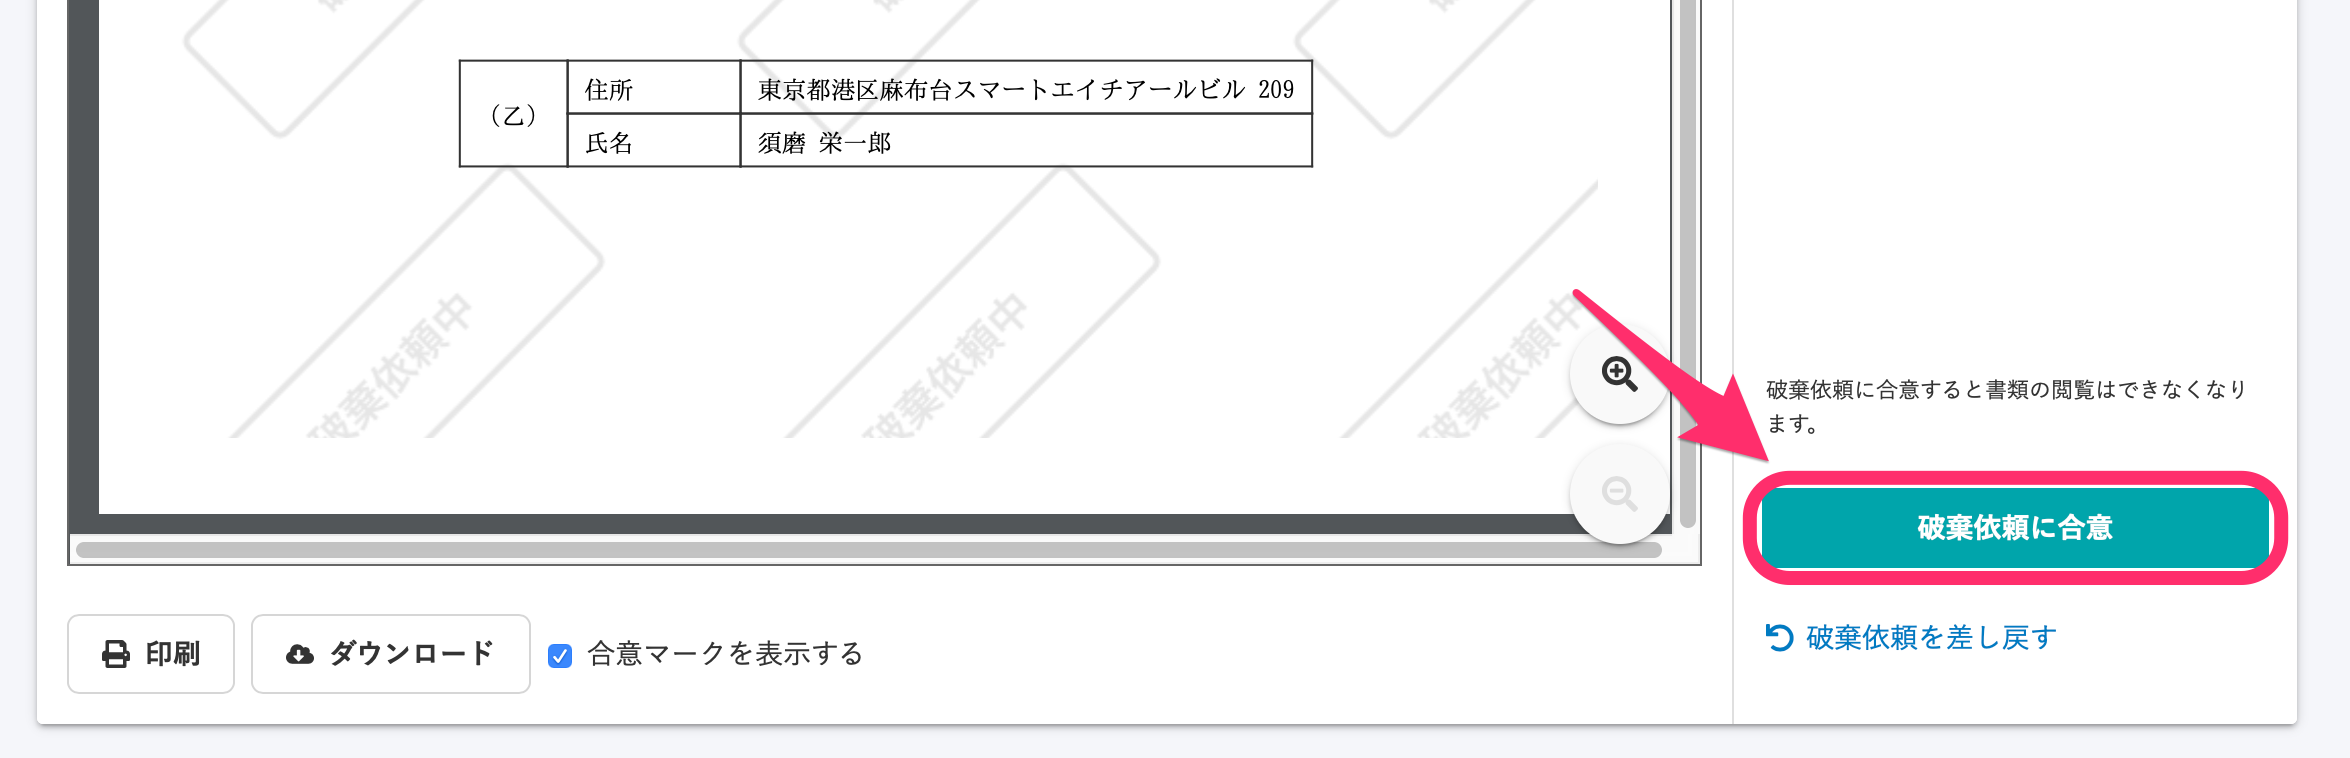 （乙）
住所
東京都港区麻布台スマートエイチアールビル 209
氏名
須磨 栄一郎
破棄依頼中
破棄依頼中
破棄依頼中
破棄依頼に合意すると書類の閲覧はできなくなり
ます。
破棄依頼に合意
破棄依頼を差し戻す
印刷
ダウンロード
合意マークを表示する